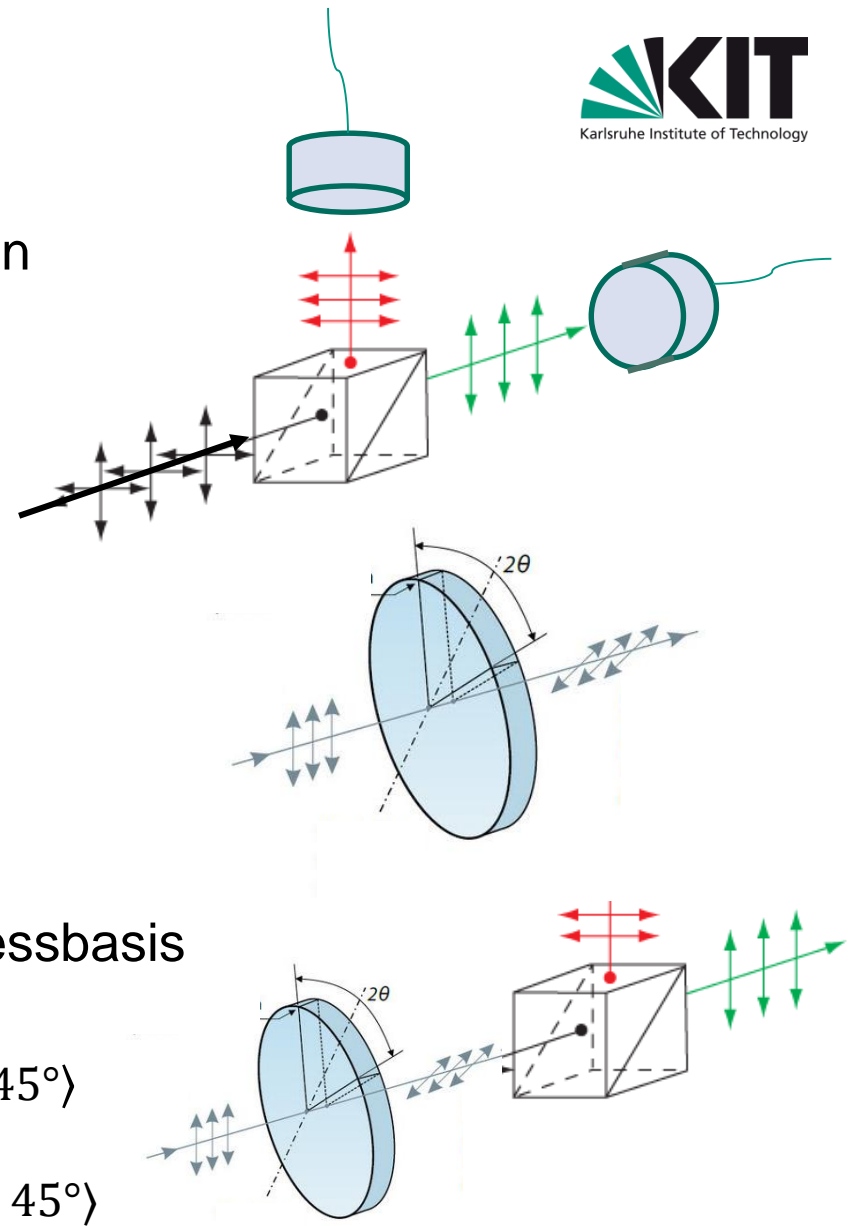 KIT
Karlsruhe Institute of Technology
n
2θ
essbasis
2θ
45°⟩
45°⟩